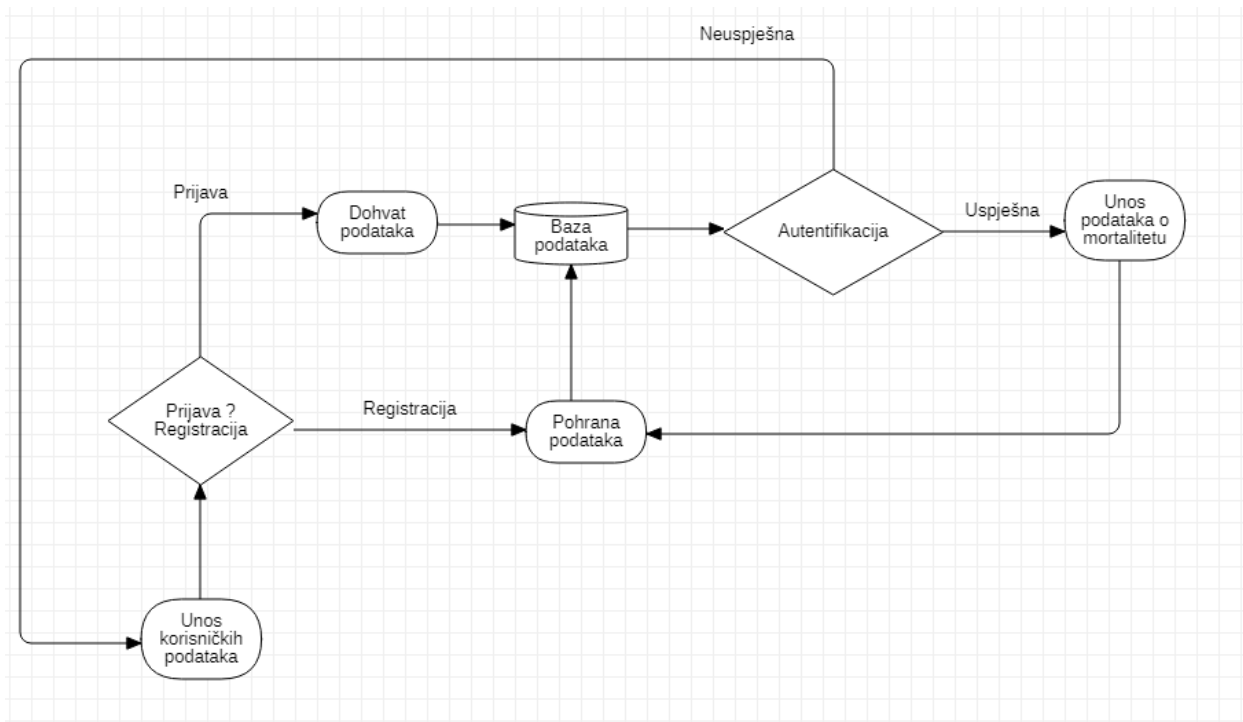 Neuspješna
Prijava
Dohvat
podataka
Baza
podataka
Autentifikacija
Uspješna
Unos
podataka o
mortalitetu
Prijava ?
Registracija
Registracija
Pohrana
podataka
Unos
korisničkih
podataka